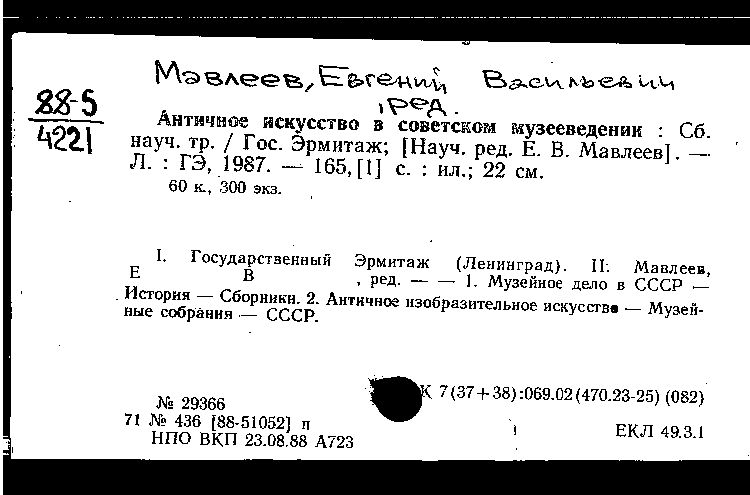 Мавлеев, Евгений Васильевич
, ред.
88-5
4221
Античное искусство в советском музееведении : Сб.
науч. тр. / Гос. Эрмитаж; [Науч. ред. Е. В. Мавлеев]. —
Л. : ГЭ, 1987. — 165, [1] с. : ил.; 22 см.
60 к., 300 экз.
I. Государственный Эрмитаж (Ленинград). II. Мавлеев,
Е В , ред. — — 1. Музейное дело в СССР —
История — Сборники. 2. Античное изобразительное искусство — Музей-
ные собрания — СССР.
К 7(37+38):069.02(470.23-25) (082)
№ 29366
71 № 436 [88-51052] п
НПО ВКП 23.08.88 А723
ЕКЛ 49.3.1